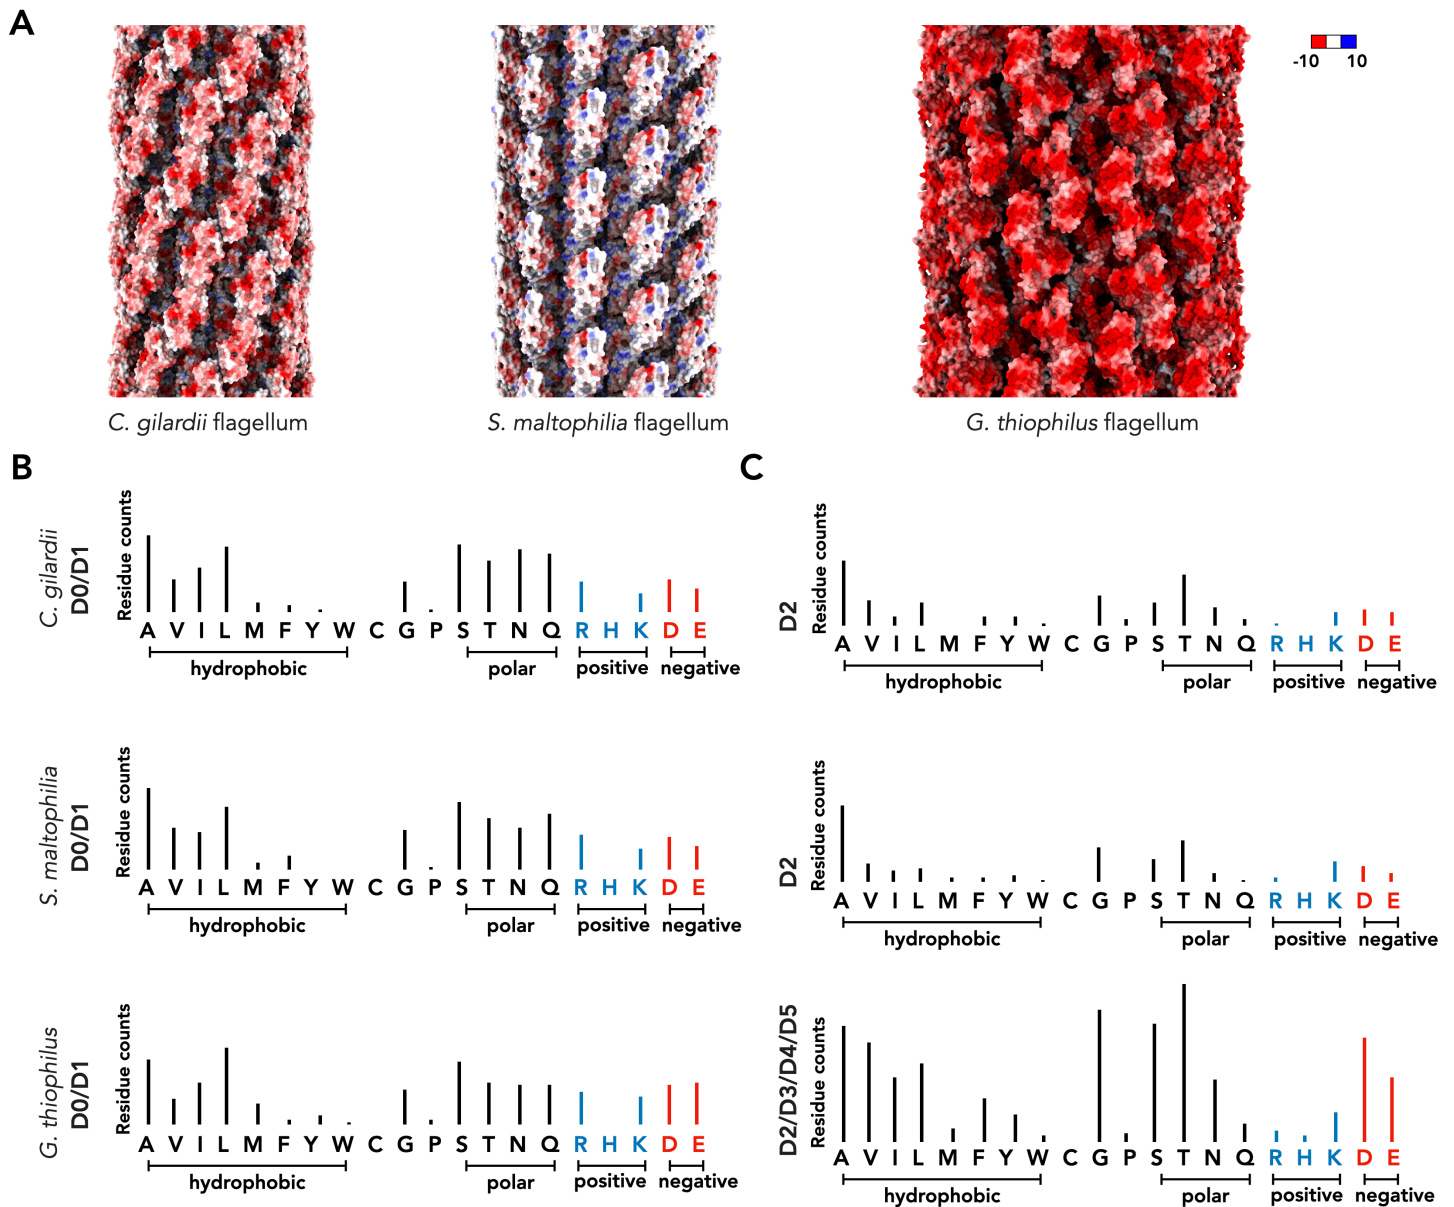 A
-10 10
C. gilardii flagellum
S. maltophilia flagellum
G. thiophilus flagellum
B
C. gilardii
D0/D1
Residue counts
A V I L M F Y W C G P S T N Q R H K D E
hydrophobic polar positive negative
S. maltophilia
D0/D1
Residue counts
A V I L M F Y W C G P S T N Q R H K D E
hydrophobic polar positive negative
G. thiophilus
D0/D1
Residue counts
A V I L M F Y W C G P S T N Q R H K D E
hydrophobic polar positive negative
C
D2
Residue counts
A V I L M F Y W C G P S T N Q R H K D E
hydrophobic polar positive negative
D2
Residue counts
A V I L M F Y W C G P S T N Q R H K D E
hydrophobic polar positive negative
D2/D3/D4/D5
Residue counts
A V I L M F Y W C G P S T N Q R H K D E
hydrophobic polar positive negative